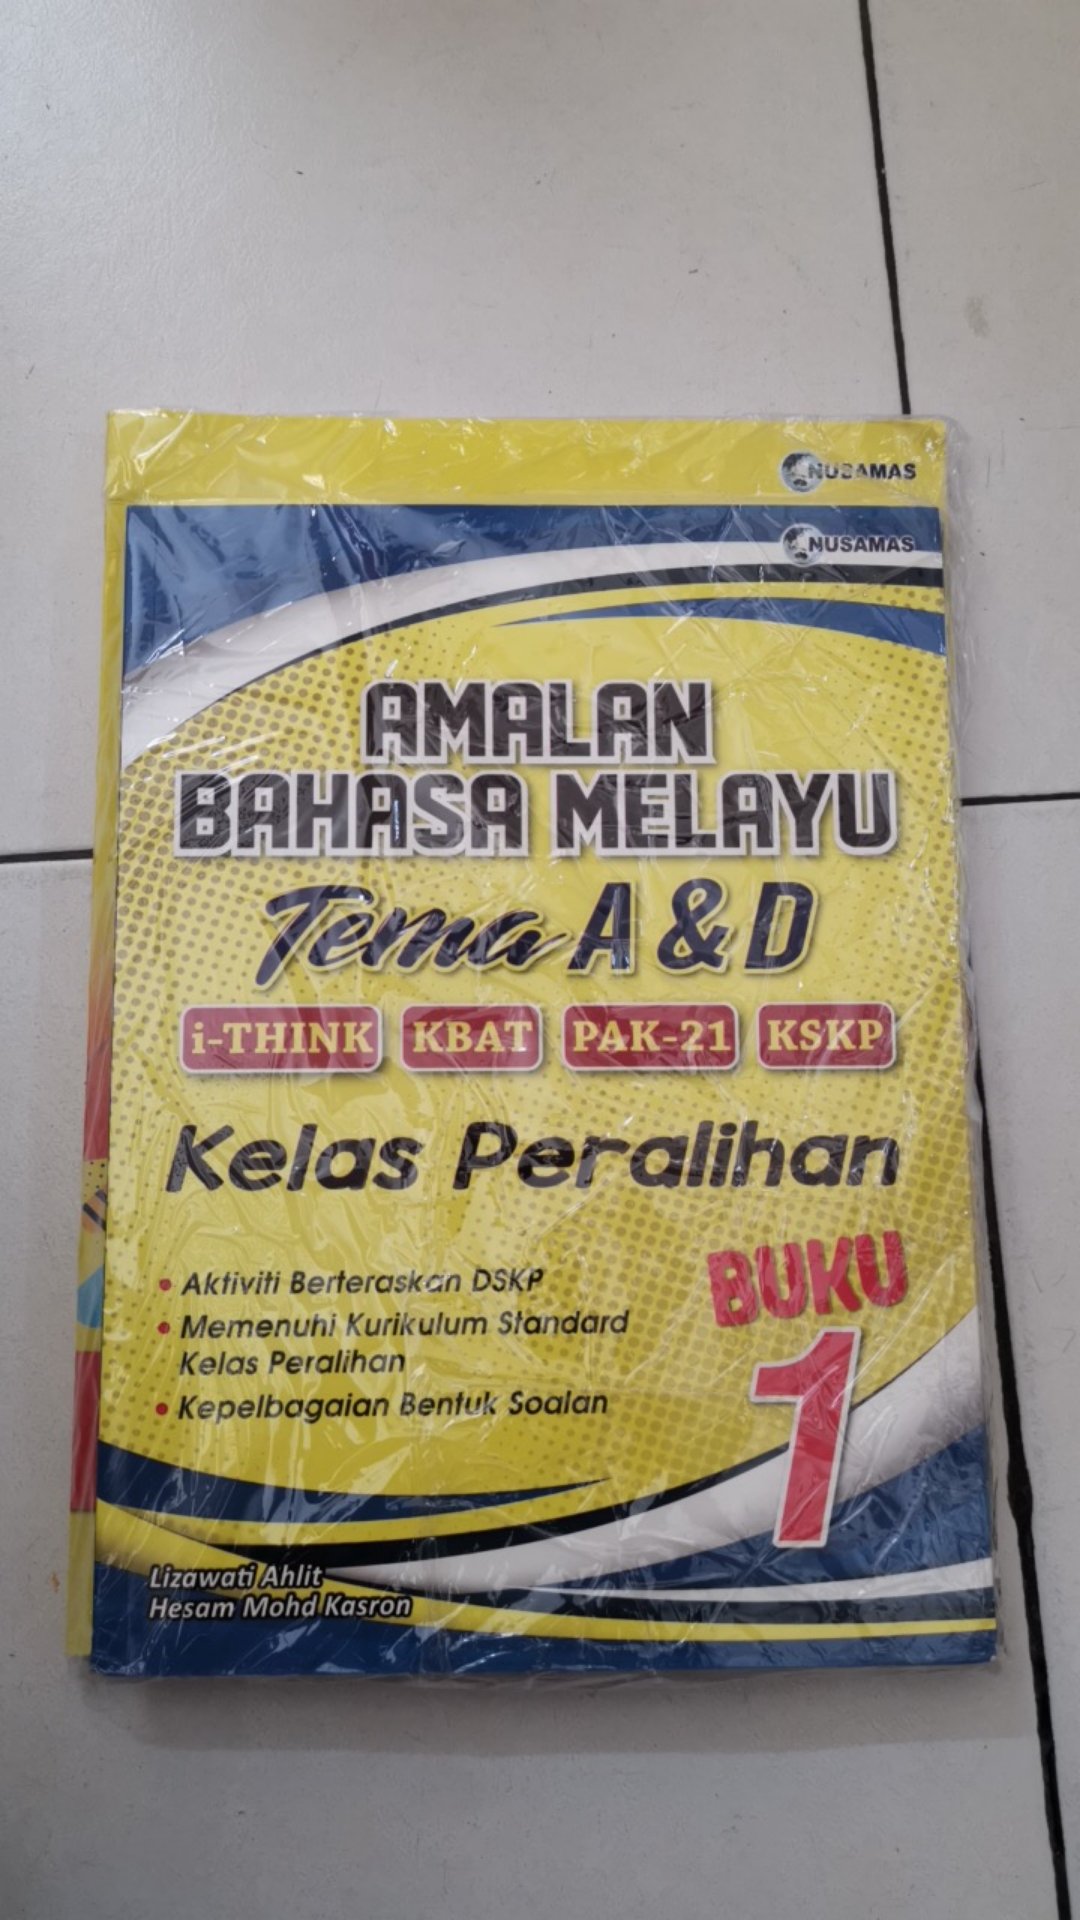 NUSAMAS
NUSAMAS
AMALAN
BAHASA MELAYU
Tema A & D
i-THINK KBAT PAK-21 KSKP
Kelas Peralihan
• Aktiviti Berteraskan DSKP
• Memenuhi Kurikulum Standard
Kelas Peralihan
• Kepelbagaian Bentuk Soalan
BUKU
1
Lizawati Ahlit
Hesam Mohd Kasron